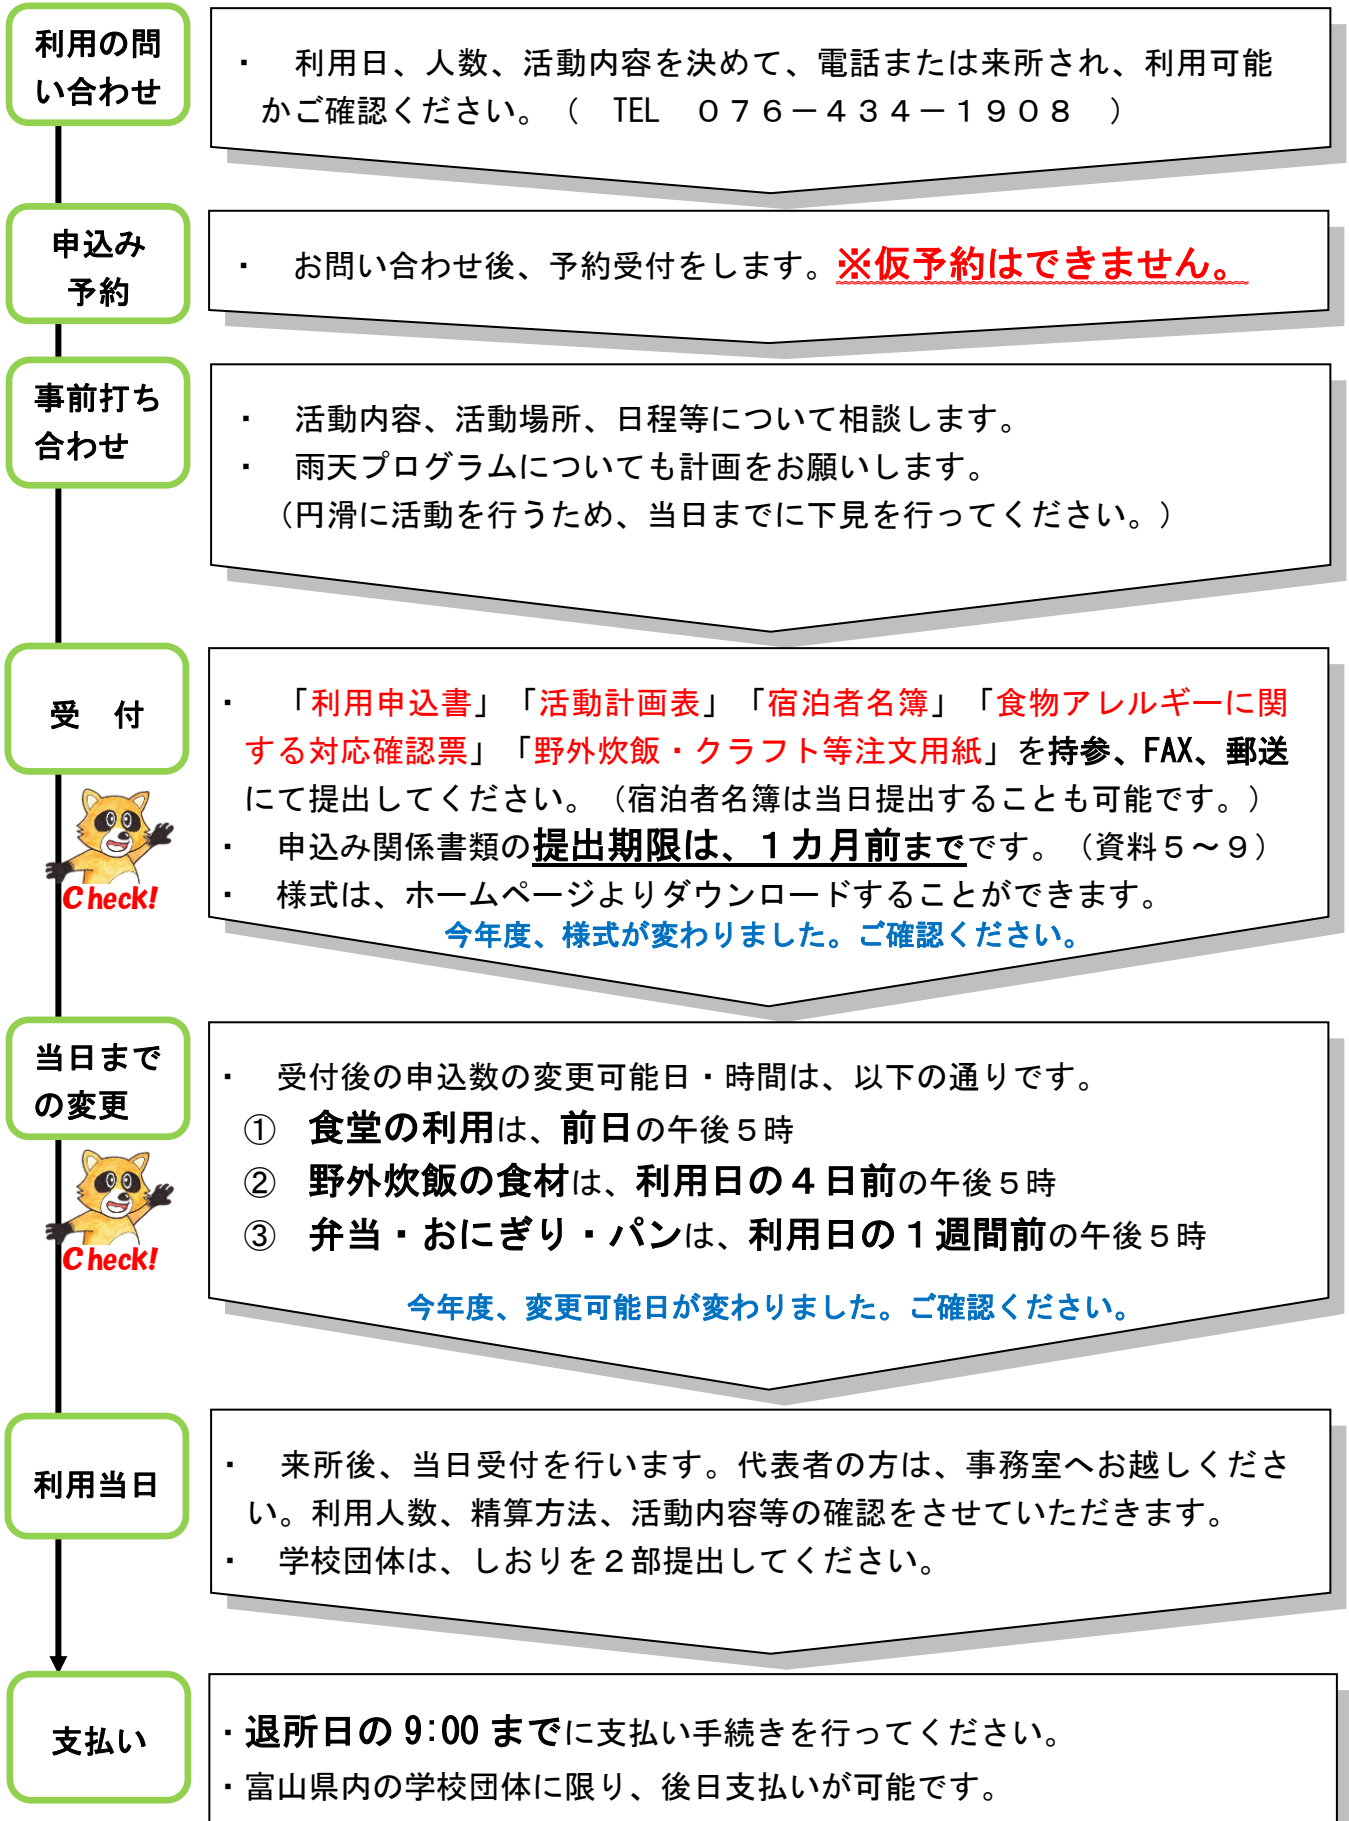 利用の問
い合わせ
・　利用日、人数、活動内容を決めて、電話または来所され、利用可能
かご確認ください。（　TEL　０７６－４３４－１９０８　）
申込み
予約
・　お問い合わせ後、予約受付をします。※仮予約はできません。
事前打ち
合わせ
・　活動内容、活動場所、日程等について相談します。
・　雨天プログラムについても計画をお願いします。
（円滑に活動を行うため、当日までに下見を行ってください。）
受　付
・　「利用申込書」「活動計画表」「宿泊者名簿」「食物アレルギーに関
する対応確認票」「野外炊飯・クラフト等注文用紙」を持参、FAX、郵送
にて提出してください。（宿泊者名簿は当日提出することも可能です。）
・　申込み関係書類の提出期限は、１カ月前までです。（資料５～９）
・　様式は、ホームページよりダウンロードすることができます。
今年度、様式が変わりました。ご確認ください。
Check!
当日まで
の変更
・　受付後の申込数の変更可能日・時間は、以下の通りです。
①　食堂の利用は、前日の午後５時
②　野外炊飯の食材は、利用日の４日前の午後５時
③　弁当・おにぎり・パンは、利用日の１週間前の午後５時
今年度、変更可能日が変わりました。ご確認ください。
Check!
利用当日
・　来所後、当日受付を行います。代表者の方は、事務室へお越しくださ
い。利用人数、精算方法、活動内容等の確認をさせていただきます。
・　学校団体は、しおりを２部提出してください。
支払い
・退所日の 9:00 までに支払い手続きを行ってください。
・富山県内の学校団体に限り、後日支払いが可能です。